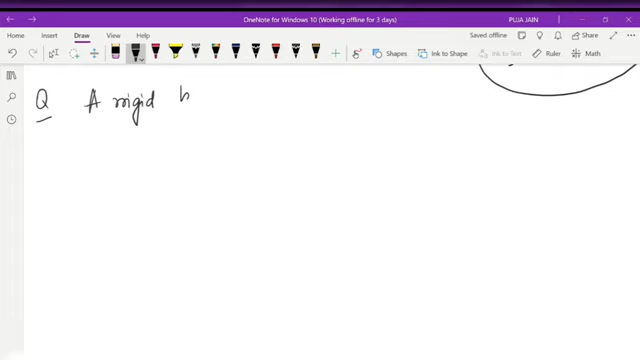 OneNote for Windows 10 (Working offline for 3 days)
PUJA JAIN
Home Insert Draw View Help
Saved offline Share
Shapes Ink to Shape Ink to Text Ruler Math
Q A rigid b